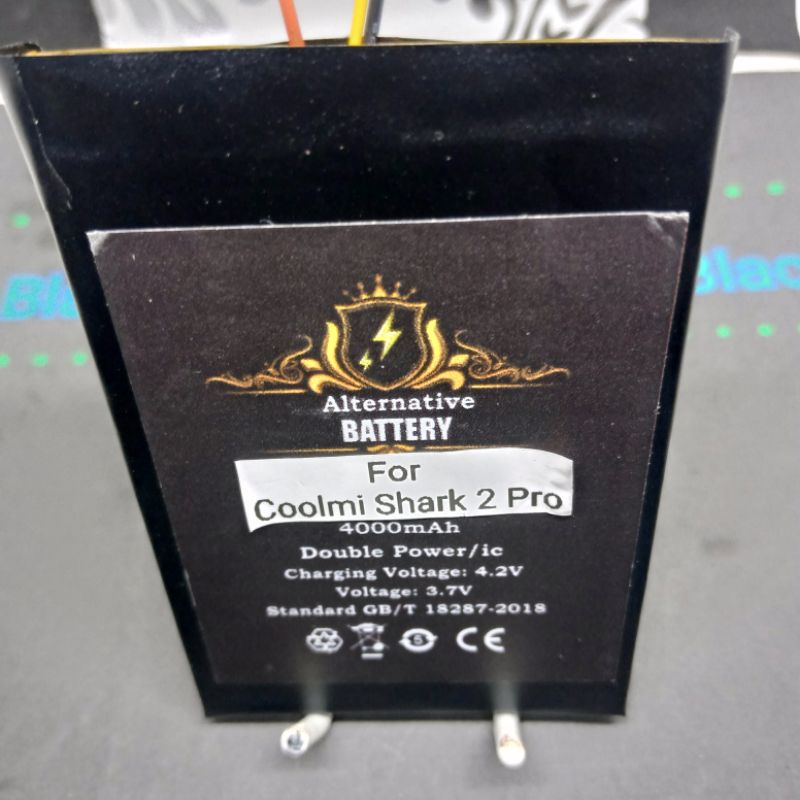 Alternative
BATTERY
For
Coolmi Shark 2 Pro
4000mAh
Double Power/ic
Charging Voltage: 4.2V
Voltage: 3.7V
Standard GB/T 18287-2018
5 CE